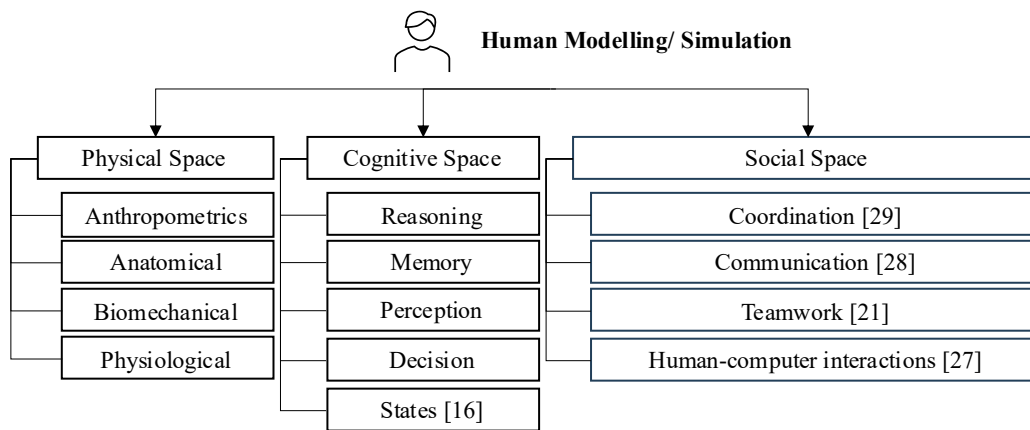 Human Modelling/ Simulation
Physical Space
Anthropometrics
Anatomical
Biomechanical
Physiological
Cognitive Space
Reasoning
Memory
Perception
Decision
States [16]
Social Space
Coordination [29]
Communication [28]
Teamwork [21]
Human-computer interactions [27]